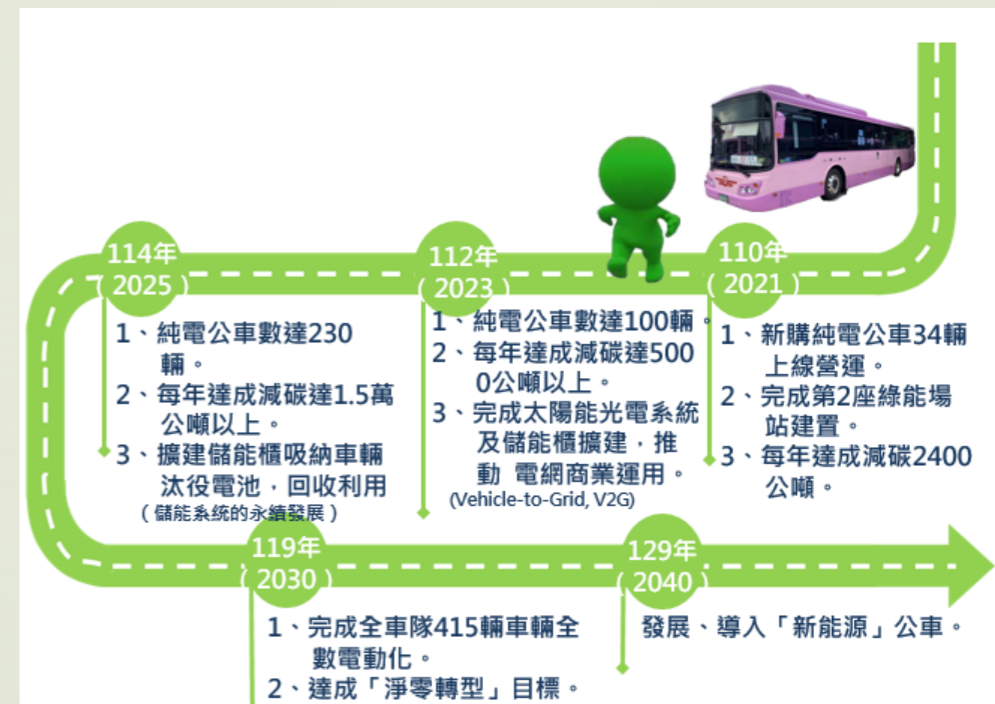 110年
（2021）
1、新購純電公車34輛
上線營運。
2、完成第2座綠能場
站建置。
3、每年達成減碳2400
公噸。
112年
（2023）
1、純電公車數達100輛。
2、每年達成減碳達500
0公噸以上。
3、完成太陽能光電系統
及儲能櫃擴建，推
動 電網商業運用。
(Vehicle-to-Grid, V2G)
114年
（2025）
1、純電公車數達230
輛。
2、每年達成減碳達1.5萬
公噸以上。
3、擴建儲能櫃吸納車輛
汰役電池，回收利用
（儲能系統的永續發展）
119年
（2030）
1、完成全車隊415輛車輛全
數電動化。
2、達成「淨零轉型」目標。
129年
（2040）
發展、導入「新能源」公車。